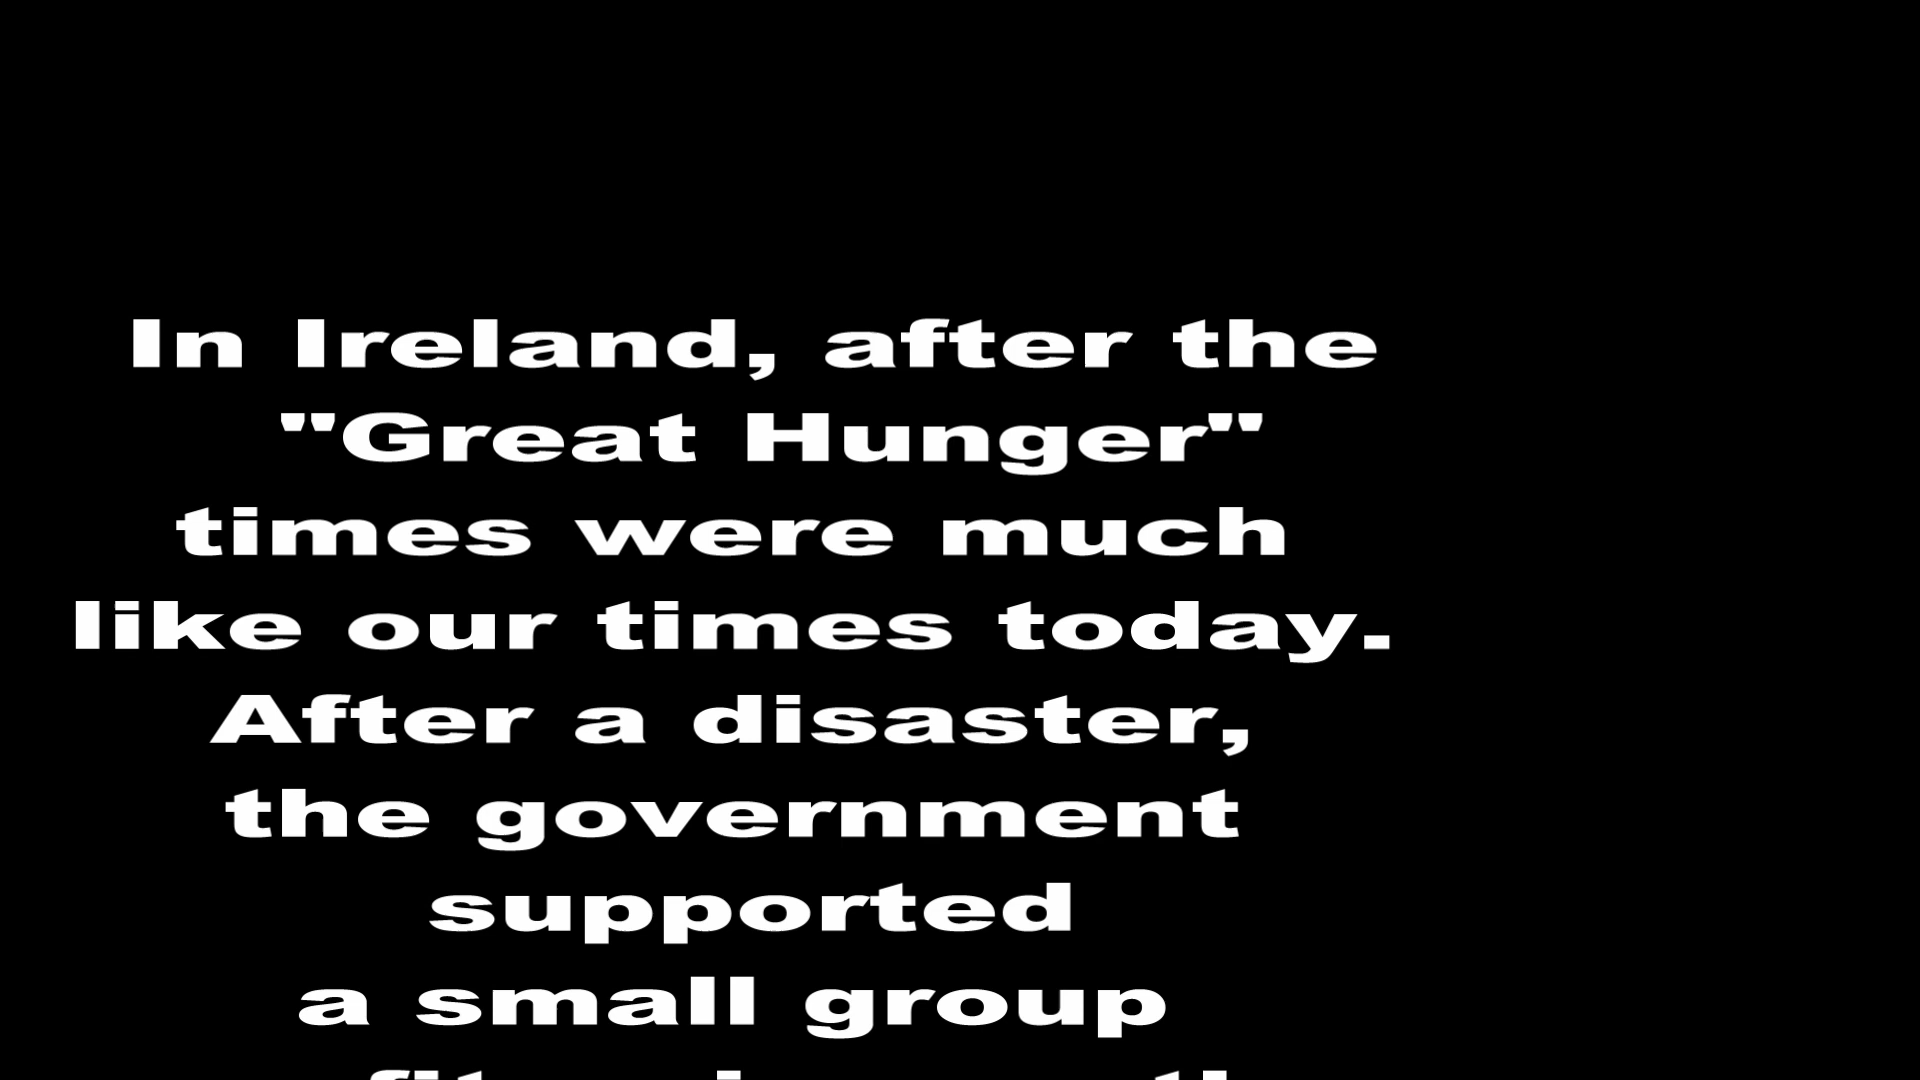 In Ireland, after the
"Great Hunger"
times were much
like our times today.
After a disaster,
the government
supported
a small group